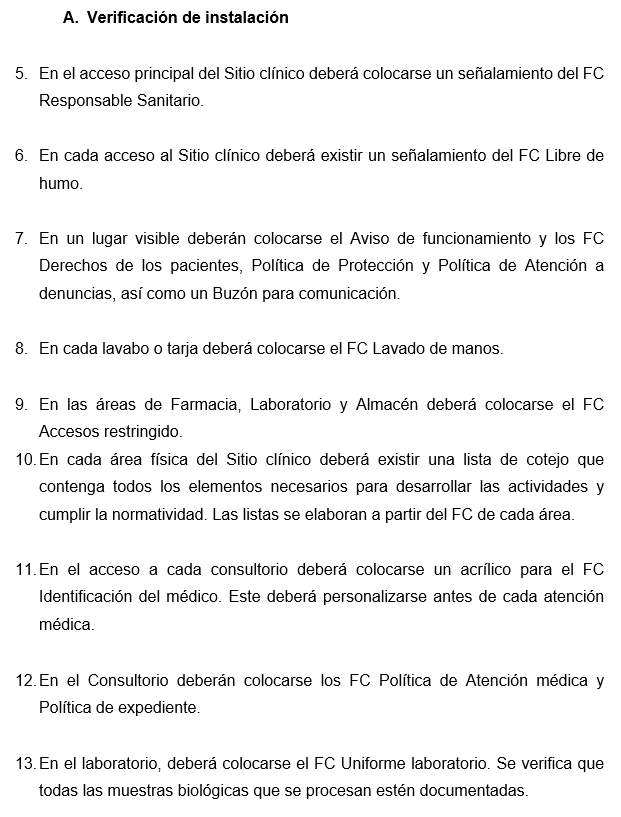 A. Verificación de instalación
5. En el acceso principal del Sitio clínico deberá colocarse un señalamiento del FC
Responsable Sanitario.
6. En cada acceso al Sitio clínico deberá existir un señalamiento del FC Libre de
humo.
7. En un lugar visible deberán colocarse el Aviso de funcionamiento y los FC
Derechos de los pacientes, Política de Protección y Política de Atención a
denuncias, así como un Buzón para comunicación.
8. En cada lavabo o tarja deberá colocarse el FC Lavado de manos.
9. En las áreas de Farmacia, Laboratorio y Almacén deberá colocarse el FC
Accesos restringido.
10. En cada área física del Sitio clínico deberá existir una lista de cotejo que
contenga todos los elementos necesarios para desarrollar las actividades y
cumplir la normatividad. Las listas se elaboran a partir del FC de cada área.
11. En el acceso a cada consultorio deberá colocarse un acrílico para el FC
Identificación del médico. Este deberá personalizarse antes de cada atención
médica.
12. En el Consultorio deberán colocarse los FC Política de Atención médica y
Política de expediente.
13. En el laboratorio, deberá colocarse el FC Uniforme laboratorio. Se verifica que
todas las muestras biológicas que se procesan estén documentadas.